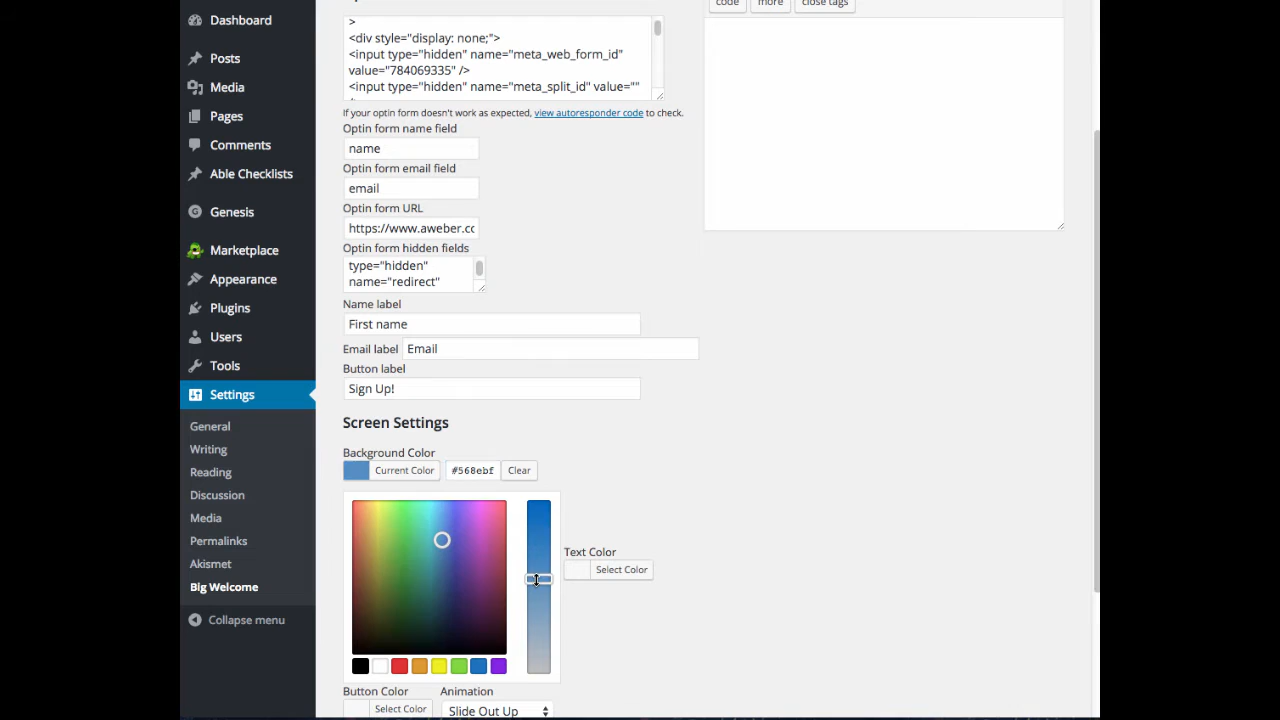 Dashboard
Posts
Media
Pages
Comments
Able Checklists
Genesis
Marketplace
Appearance
Plugins
Users
Tools
Settings
General
Writing
Reading
Discussion
Media
Permalinks
Akismet
Big Welcome
Collapse menu
>
<div style="display: none;">
<input type="hidden" name="meta_web_form_id"
value="784069335" />
<input type="hidden" name="meta_split_id" value=""
If your optin form doesn't work as expected, view autoresponder code to check.
Optin form name field
name
Optin form email field
email
Optin form URL
https://www.aweber.cc
Optin form hidden fields
type="hidden"
name="redirect"
Name label
First name
Email label Email
Button label
Sign Up!
Screen Settings
Background Color
Current Color #568ebf Clear
Text Color
Select Color
Button Color Animation
Select Color Slide Out Up
code more close tags